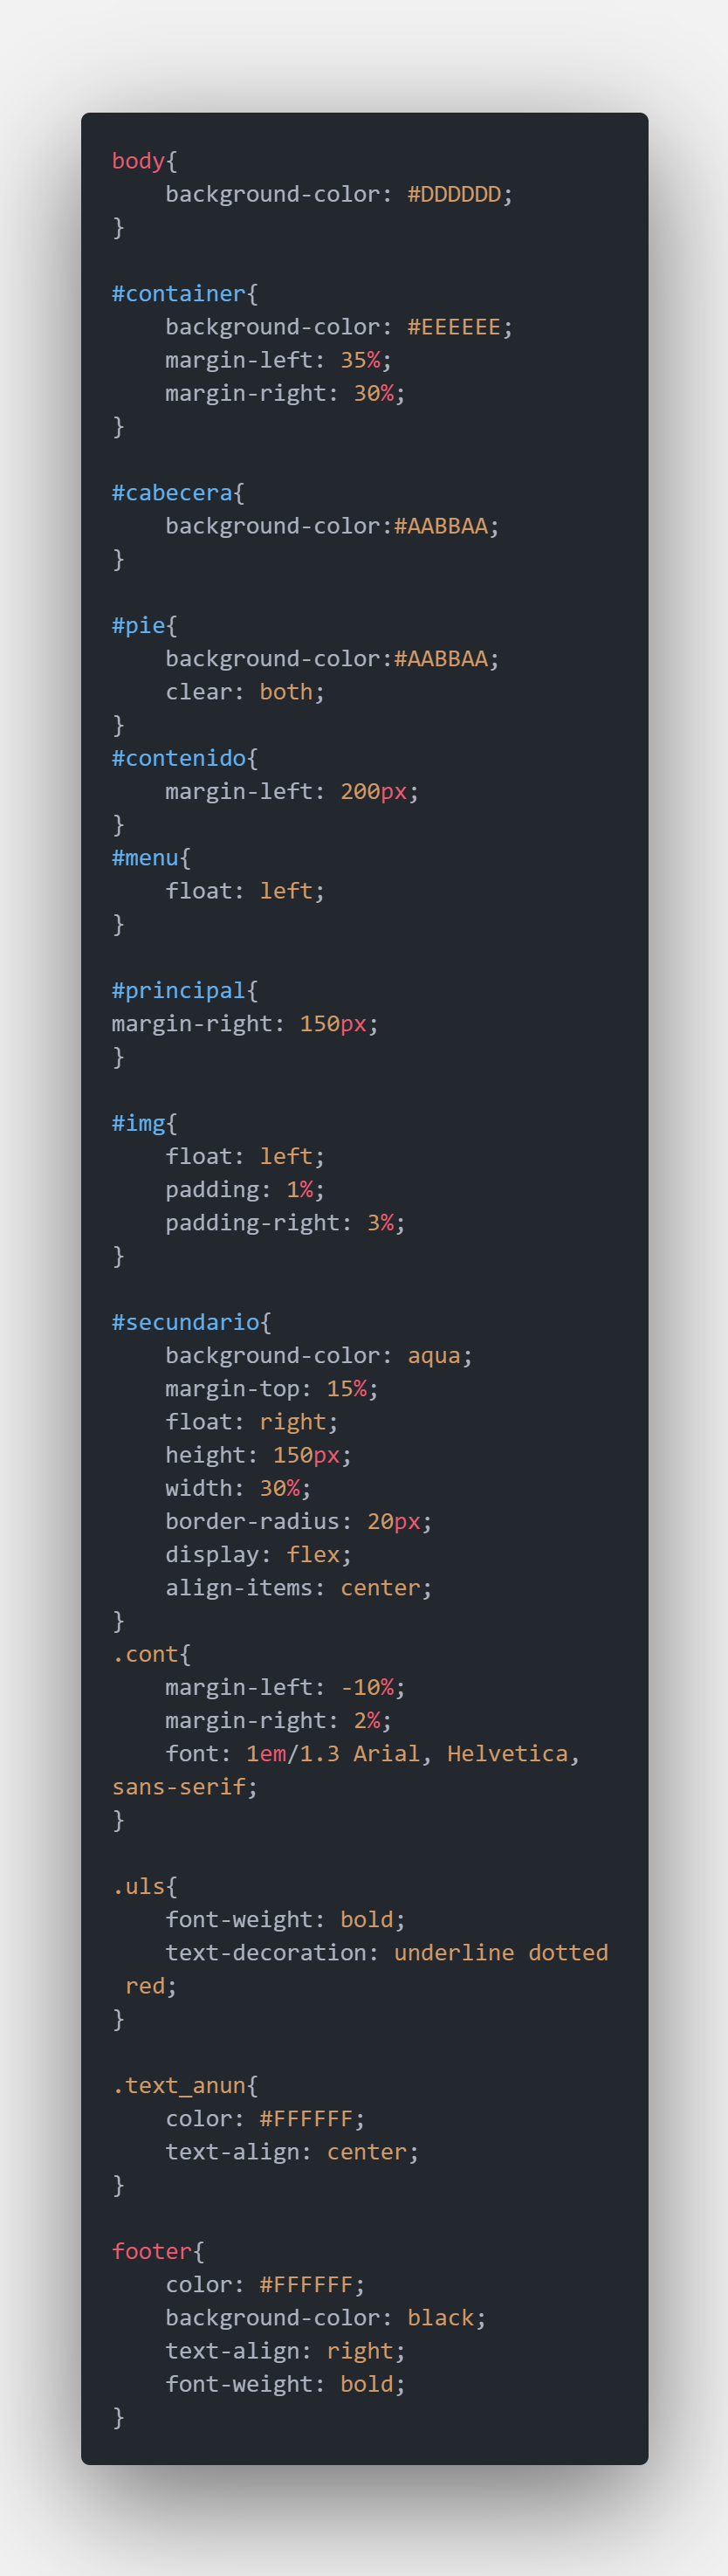 body{
    background-color: #DDDDDD;
}

#container{
    background-color: #EEEEEE;
    margin-left: 35%;
    margin-right: 30%;
}

#cabecera{
    background-color:#AABBAA;
}

#pie{
    background-color:#AABBAA;
    clear: both;
}
#contenido{
    margin-left: 200px;
}
#menu{
    float: left;
}

#principal{
margin-right: 150px;
}

#img{
    float: left;
    padding: 1%;
    padding-right: 3%;
}

#secundario{
    background-color: aqua;
    margin-top: 15%;
    float: right;
    height: 150px;
    width: 30%;
    border-radius: 20px;
    display: flex;
    align-items: center;
}
.cont{
    margin-left: -10%;
    margin-right: 2%;
    font: 1em/1.3 Arial, Helvetica,
sans-serif;
}

.uls{
    font-weight: bold;
    text-decoration: underline dotted
 red;
}

.text_anun{
    color: #FFFFFF;
    text-align: center;
}

footer{
    color: #FFFFFF;
    background-color: black;
    text-align: right;
    font-weight: bold;
}